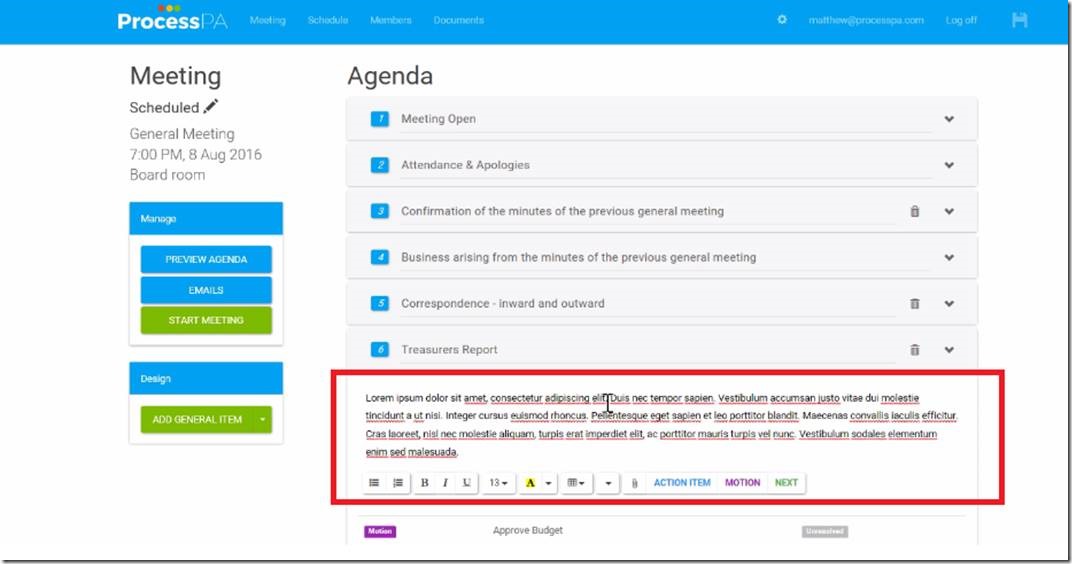 ProcessPA Meeting Schedule Members Documents matthew@processpa.com Log off
Meeting
Scheduled
General Meeting
7:00 PM, 8 Aug 2016
Board room
Manage
PREVIEW AGENDA
EMAILS
START MEETING
Design
ADD GENERAL ITEM
Agenda
1 Meeting Open
2 Attendance & Apologies
3 Confirmation of the minutes of the previous general meeting
4 Business arising from the minutes of the previous general meeting
5 Correspondence - inward and outward
6 Treasurers Report
Lorem ipsum dolor sit amet, consectetur adipiscing elit. Duis nec tempor sapien. Vestibulum accumsan justo vitae dui molestie
tincidunt a ut nisi. Integer cursus euismod rhoncus. Pellentesque eget sapien et leo porttitor blandit. Maecenas convallis iaculis efficitur.
Cras laoreet, nisl nec molestie aliquam, turpis erat imperdiet elit, ac porttitor mauris turpis vel nunc. Vestibulum sodales elementum
enim sed malesuada.
B I U 13 A ACTION ITEM MOTION NEXT
Motion Approve Budget Unresolved